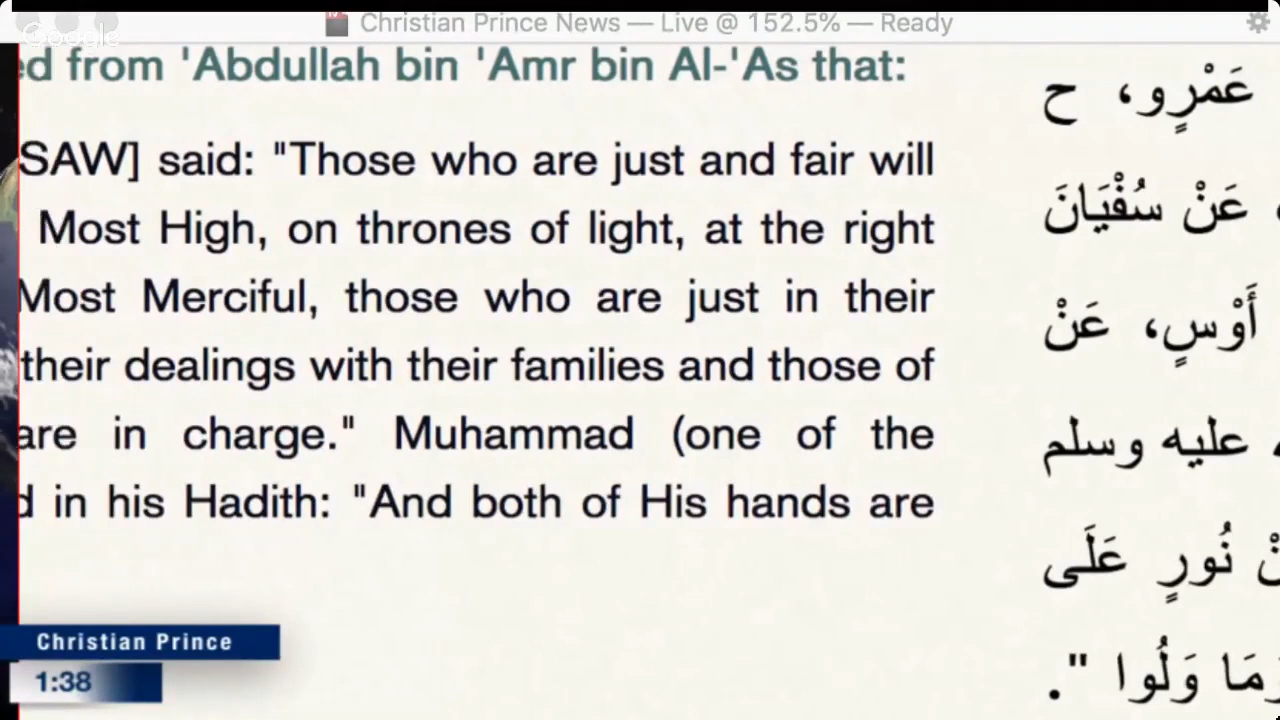 Christian Prince News — Live @ 152.5% — Ready
Google
ed from 'Abdullah bin 'Amr bin Al-'As that:
SAW] said: "Those who are just and fair will
Most High, on thrones of light, at the right
Most Merciful, those who are just in their
their dealings with their families and those of
are in charge." Muhammad (one of the
d in his Hadith: "And both of His hands are
عَمْرٍو، ح
عَنْ سُفْيَانَ
أَوْسٍ، عَنْ
عليه وسلم
نُورٍ عَلَى
وَمَا وَلُوا ".
Christian Prince
1:38